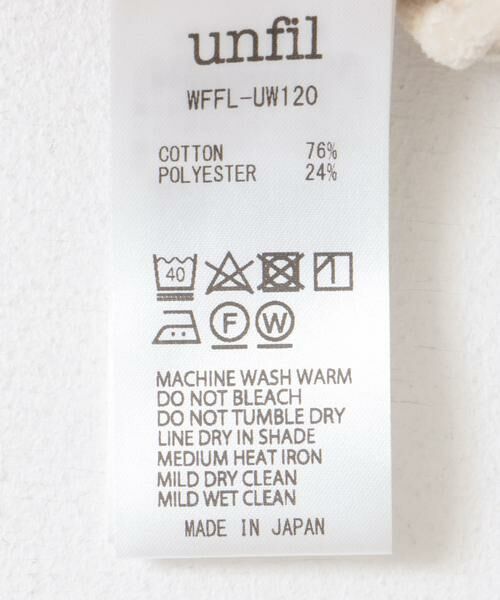 unfil
WFFL-UW120
COTTON 76%
POLYESTER 24%
40
F W
MACHINE WASH WARM
DO NOT BLEACH
DO NOT TUMBLE DRY
LINE DRY IN SHADE
MEDIUM HEAT IRON
MILD DRY CLEAN
MILD WET CLEAN
MADE IN JAPAN